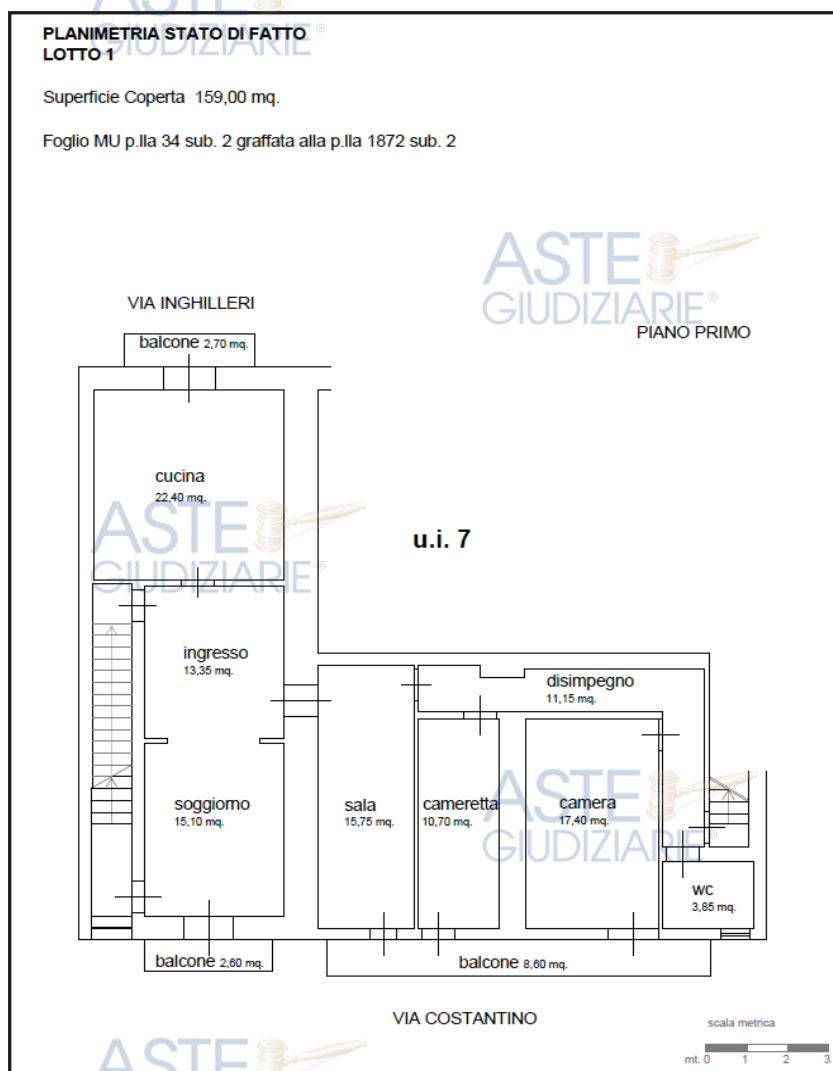 PLANIMETRIA STATO DI FATTO
LOTTO 1
Superficie Coperta 159,00 mq.
Foglio MU p.lla 34 sub. 2 graffata alla p.lla 1872 sub. 2
ASTE
GIUDIZIARIE®
VIA INGHILLERI
PIANO PRIMO
balcone 2,70 mq.
cucina
22,40 mq.
ASTE
GIUDIZIARIE®
u.i. 7
ingresso
13,35 mq.
disimpegno
11,15 mq.
soggiorno
15,10 mq.
sala
15,75 mq.
cameretta
10,70 mq.
camera
17,40 mq.
ASTE
GIUDIZIARIE®
wc
3,85 mq.
balcone 2,60 mq.
balcone 8,60 mq.
VIA COSTANTINO
scala metrica
mt. 0 1 2 3
ASTE
GIUDIZIARIE®